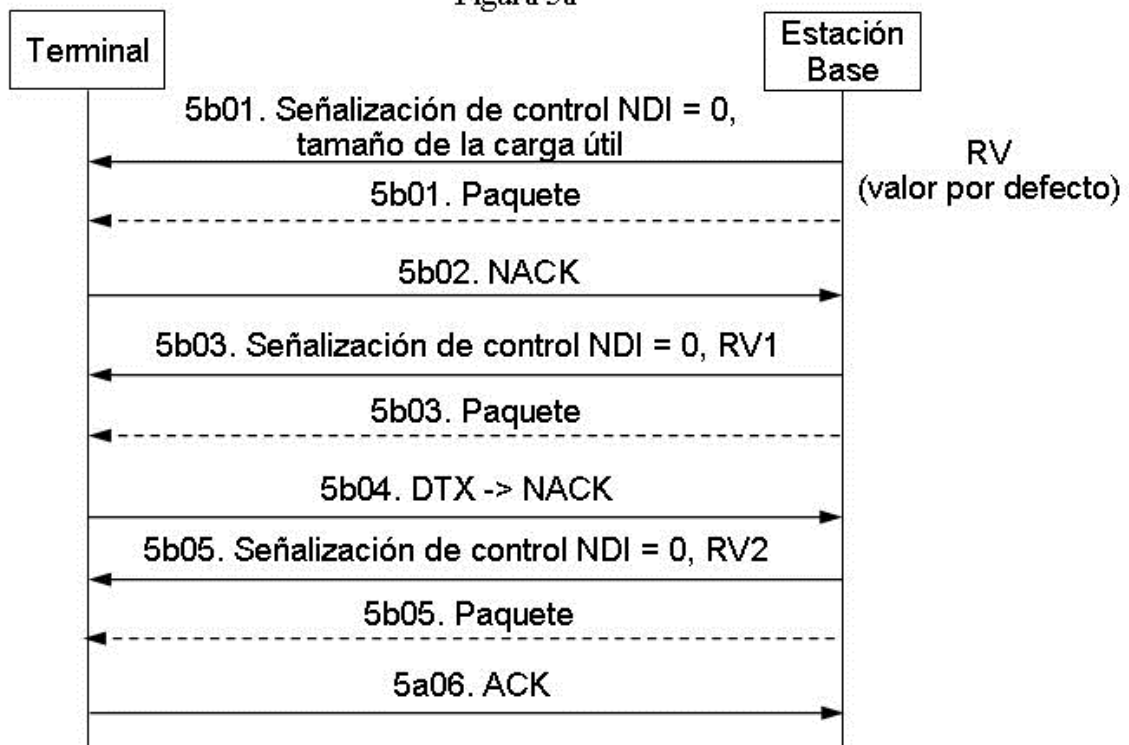 Figura 5a
Terminal
Estación
Base
5b01. Señalización de control NDI = 0,
tamaño de la carga útil
RV
(valor por defecto)
5b01. Paquete
5b02. NACK
5b03. Señalización de control NDI = 0, RV1
5b03. Paquete
5b04. DTX -> NACK
5b05. Señalización de control NDI = 0, RV2
5b05. Paquete
5a06. ACK